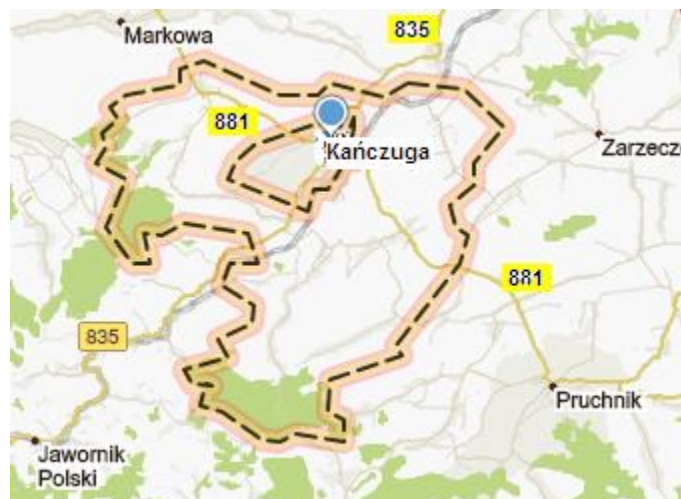 Markowa
835
881
Kańczuga
Zarzecz
881
835
Pruchnik
Jawornik
Polski